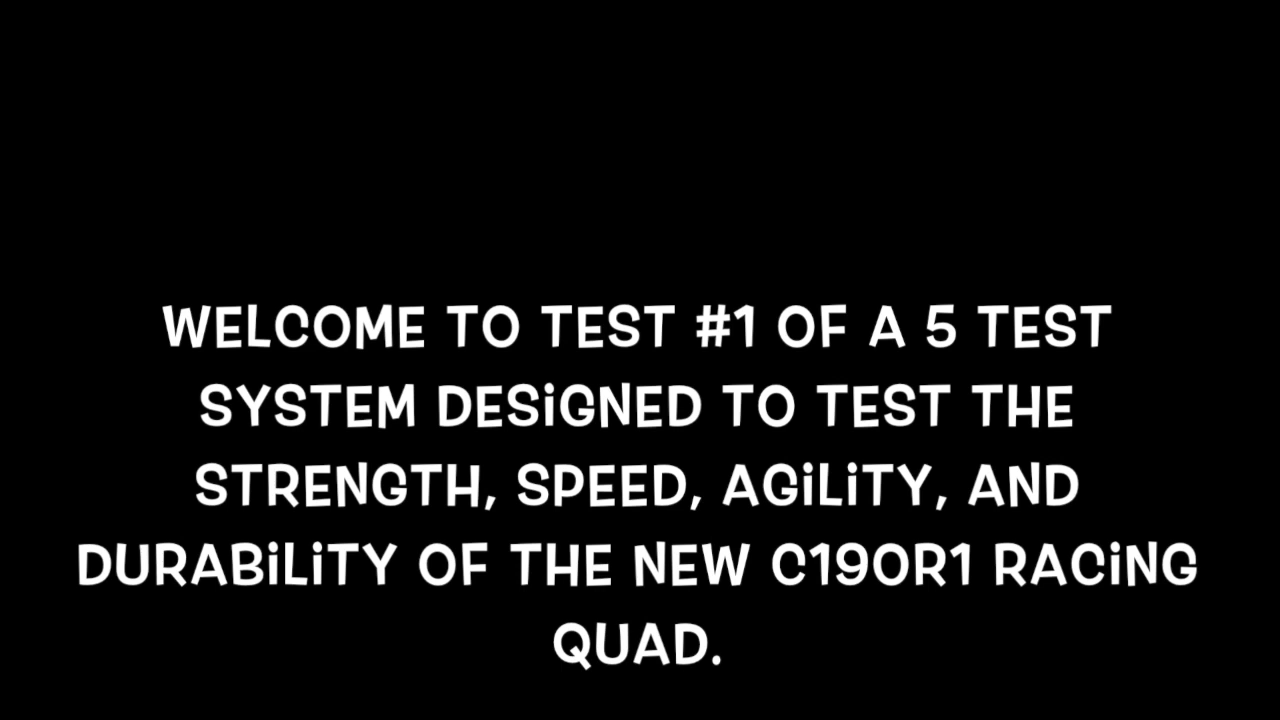 WELCOME TO TEST #1 OF A 5 TEST
SYSTEM DESiGNED TO TEST THE
STRENGTH, SPEED, AGiLiTY, AND
DURABiLiTY OF THE NEW C190R1 RACiNG
QUAD.